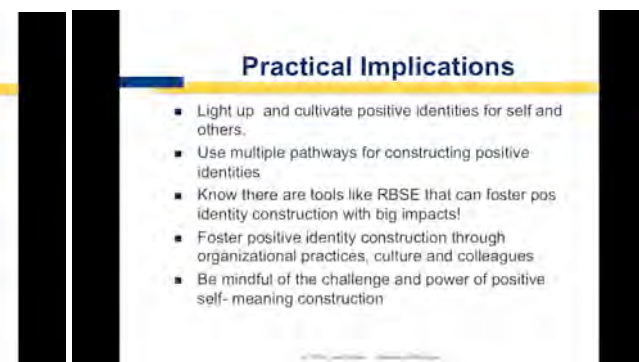 Practical Implications
Light up and cultivate positive identities for self and
others.
Use multiple pathways for constructing positive
identities
Know there are tools like RBSE that can foster pos
identity construction with big impacts!
Foster positive identity construction through
organizational practices, culture and colleagues
Be mindful of the challenge and power of positive
self- meaning construction